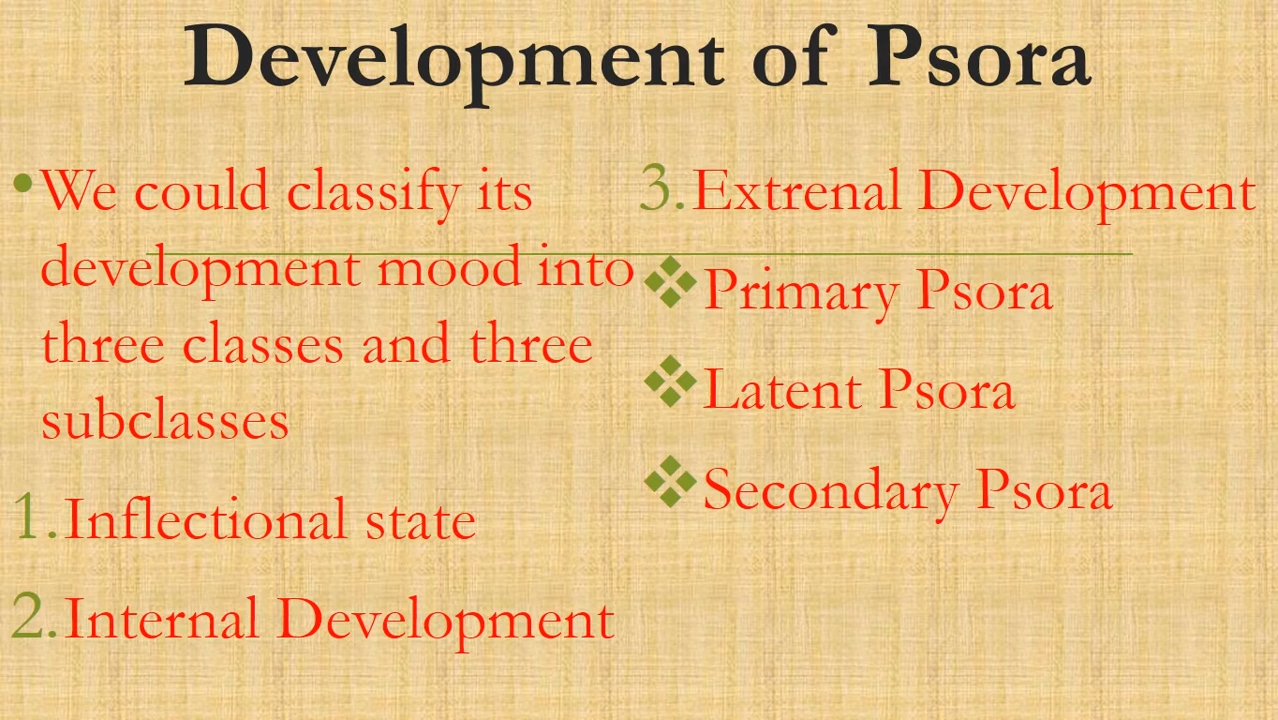 Development of Psora
•We could classify its
development mood into
three classes and three
subclasses
1. Inflectional state
2. Internal Development
3. Extrenal Development
❖Primary Psora
❖Latent Psora
❖Secondary Psora